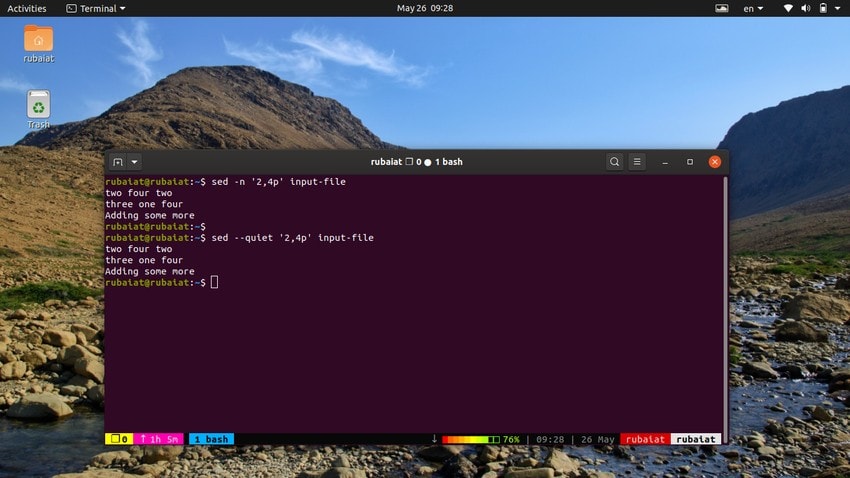 Activities Terminal May 26 09:28 en
rubaiat
Trash
rubaiat ❐ 0 ● 1 bash
rubaiat@rubaiat:~$ sed -n '2,4p' input-file
two four two
three one four
Adding some more
rubaiat@rubaiat:~$
rubaiat@rubaiat:~$ sed --quiet '2,4p' input-file
two four two
three one four
Adding some more
rubaiat@rubaiat:~$
❐ 0 ↑ 1h 5m 1 bash ↓ 76% | 09:28 | 26 May rubaiat rubaiat